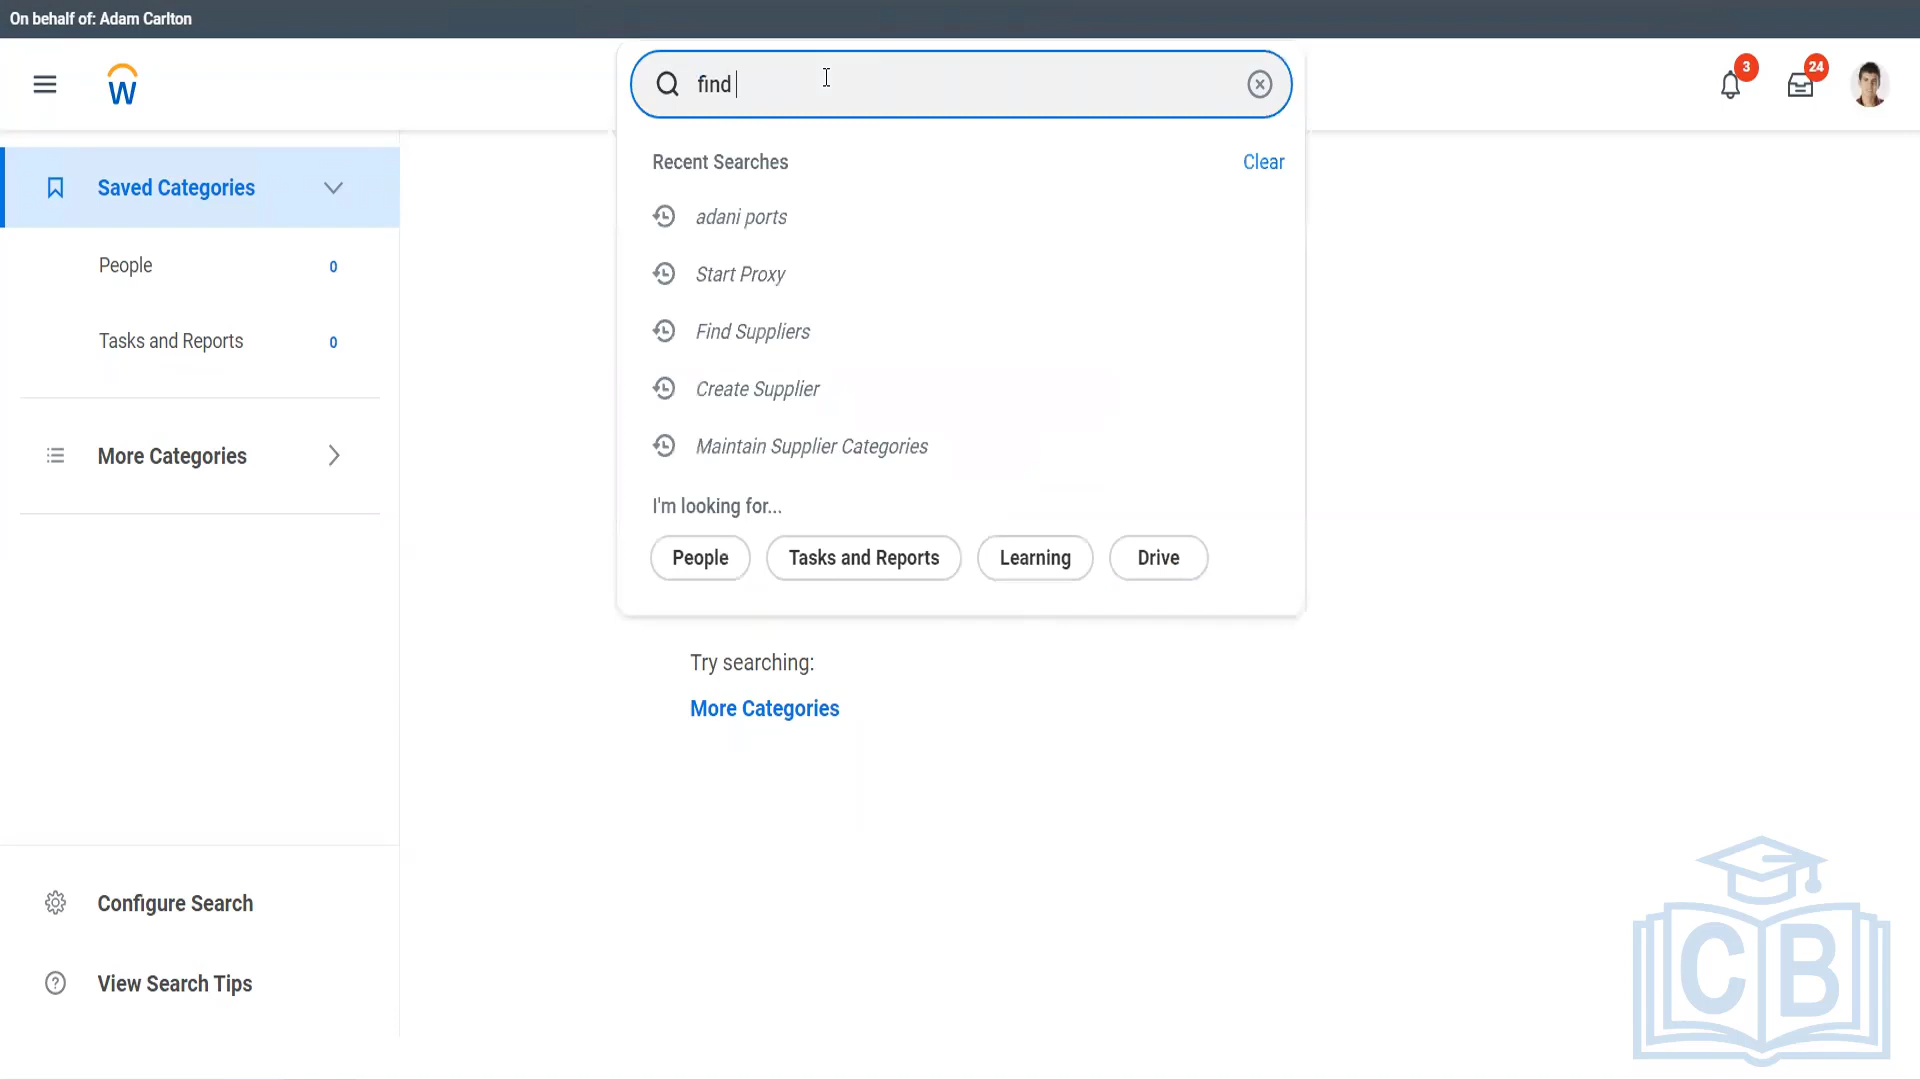 On behalf of: Adam Carlton
W
find
3
24
Recent Searches
Clear
adani ports
Start Proxy
Find Suppliers
Create Supplier
Maintain Supplier Categories
I'm looking for...
People
Tasks and Reports
Learning
Drive
Saved Categories
People
0
Tasks and Reports
0
More Categories
Try searching:
More Categories
Configure Search
View Search Tips
CB